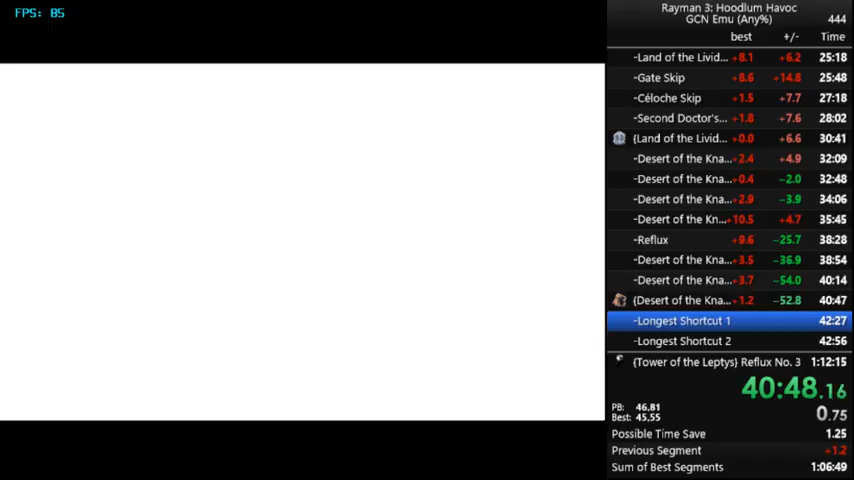 FPS: 85
Rayman 3: Hoodlum Havoc
GCN Emu (Any%) 444
best +/- Time
-Land of the Livid... +8.1 +6.2 25:18
-Gate Skip +8.6 +14.8 25:48
-Céloche Skip +1.5 +7.7 27:18
-Second Doctor's... +1.8 +7.6 28:02
{Land of the Livid... +0.0 +6.6 30:41
-Desert of the Kna... +2.4 +4.9 32:09
-Desert of the Kna... +0.4 −2.0 32:48
-Desert of the Kna... +2.9 −3.9 34:06
-Desert of the Kn... +10.5 +4.7 35:45
-Reflux +9.6 −25.7 38:28
-Desert of the Kna... +3.5 −36.9 38:54
-Desert of the Kna... +3.7 −54.0 40:14
{Desert of the Kna... +1.2 −52.8 40:47
-Longest Shortcut 1 42:27
-Longest Shortcut 2 42:56
{Tower of the Leptys} Reflux No. 3 1:12:15
40:48.16
PB: 46.81
Best: 45.55 0.75
Possible Time Save 1.25
Previous Segment +1.2
Sum of Best Segments 1:06:49